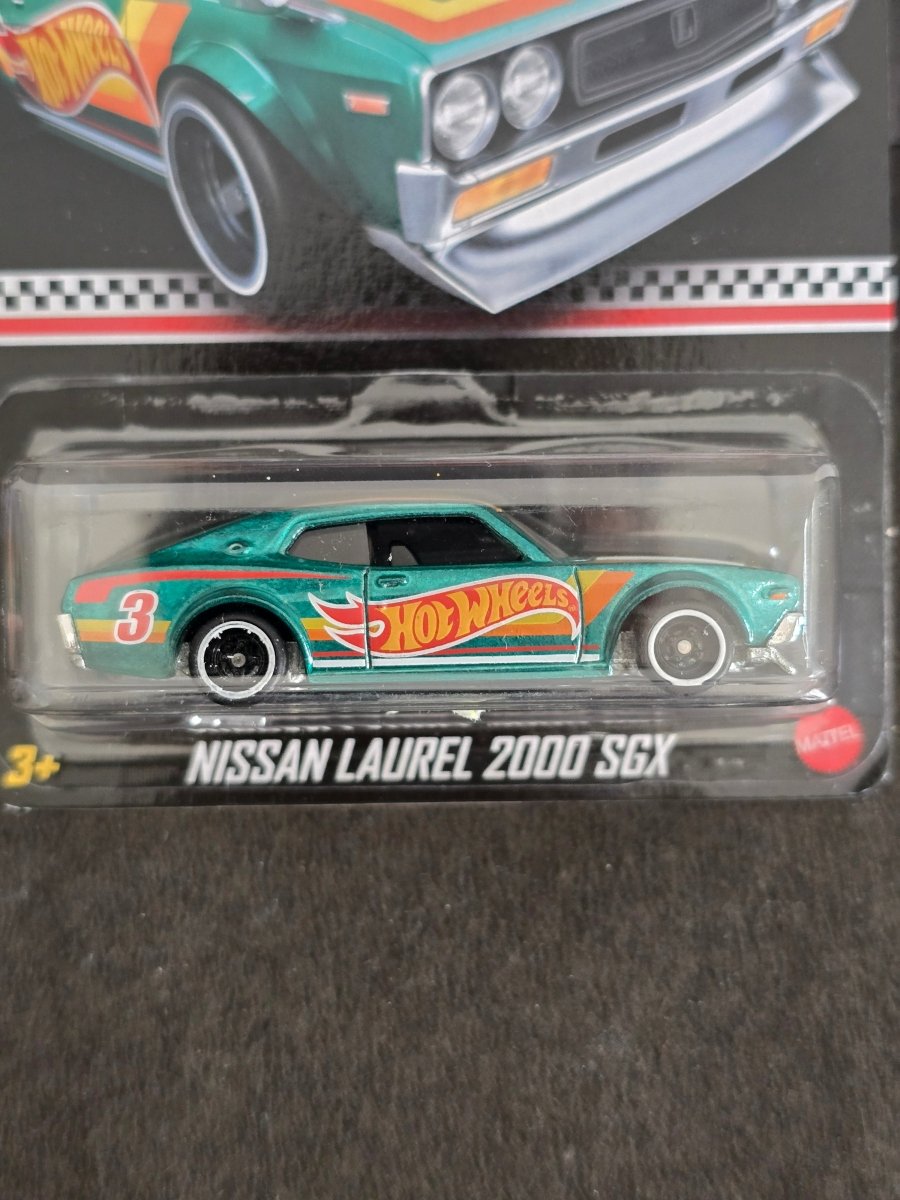 HOT WHEELS
L
3
HOT WHEELS®
3+
NISSAN LAUREL 2000 SGX
MATTEL